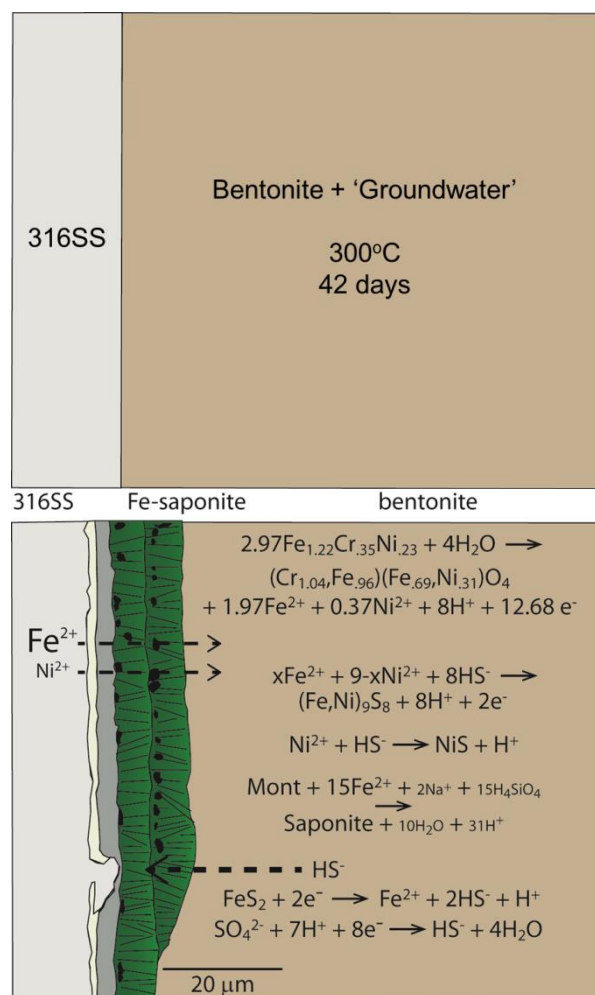 Bentonite + ‘Groundwater’
316SS
300°C
42 days
316SS Fe-saponite bentonite
2.97Fe₁.₂₂Cr.₃₅Ni.₂₃ + 4H₂O ⟶
(Cr₁.₀₄,Fe.₉₆)(Fe.₆₉,Ni.₃₁)O₄
+ 1.97Fe²⁺ + 0.37Ni²⁺ + 8H⁺ + 12.68 e⁻
Fe²⁺
Ni²⁺
xFe²⁺ + 9-xNi²⁺ + 8HS⁻ ⟶
(Fe,Ni)₉S₈ + 8H⁺ + 2e⁻
Ni²⁺ + HS⁻ ⟶ NiS + H⁺
Mont + 15Fe²⁺ + 2Na⁺ + 15H₄SiO₄
⟶
Saponite + 10H₂O + 31H⁺
HS⁻
FeS₂ + 2e⁻ ⟶ Fe²⁺ + 2HS⁻ + H⁺
SO₄²⁻ + 7H⁺ + 8e⁻ ⟶ HS⁻ + 4H₂O
20 μm